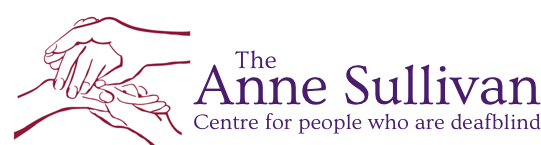 The
Anne Sullivan
Centre for people who are deafblind